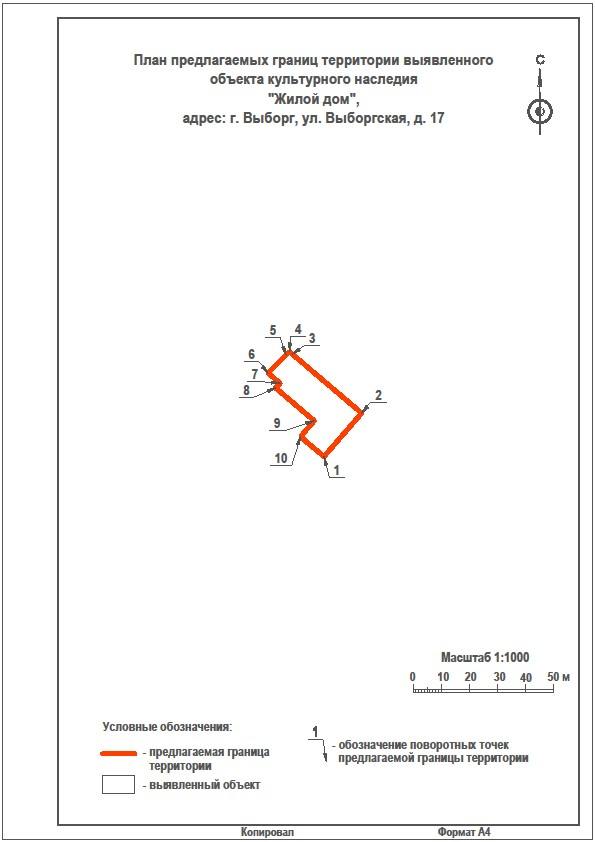 План предлагаемых границ территории выявленного
объекта культурного наследия
"Жилой дом",
адрес: г. Выборг, ул. Выборгская, д. 17
С
5
4
3
6
7
8
2
9
10
1
Масштаб 1:1000
0 10 20 30 40 50 м
Условные обозначения:
- предлагаемая граница
территории
- выявленный объект
1
- обозначение поворотных точек
предлагаемой границы территории
Копировал
Формат А4